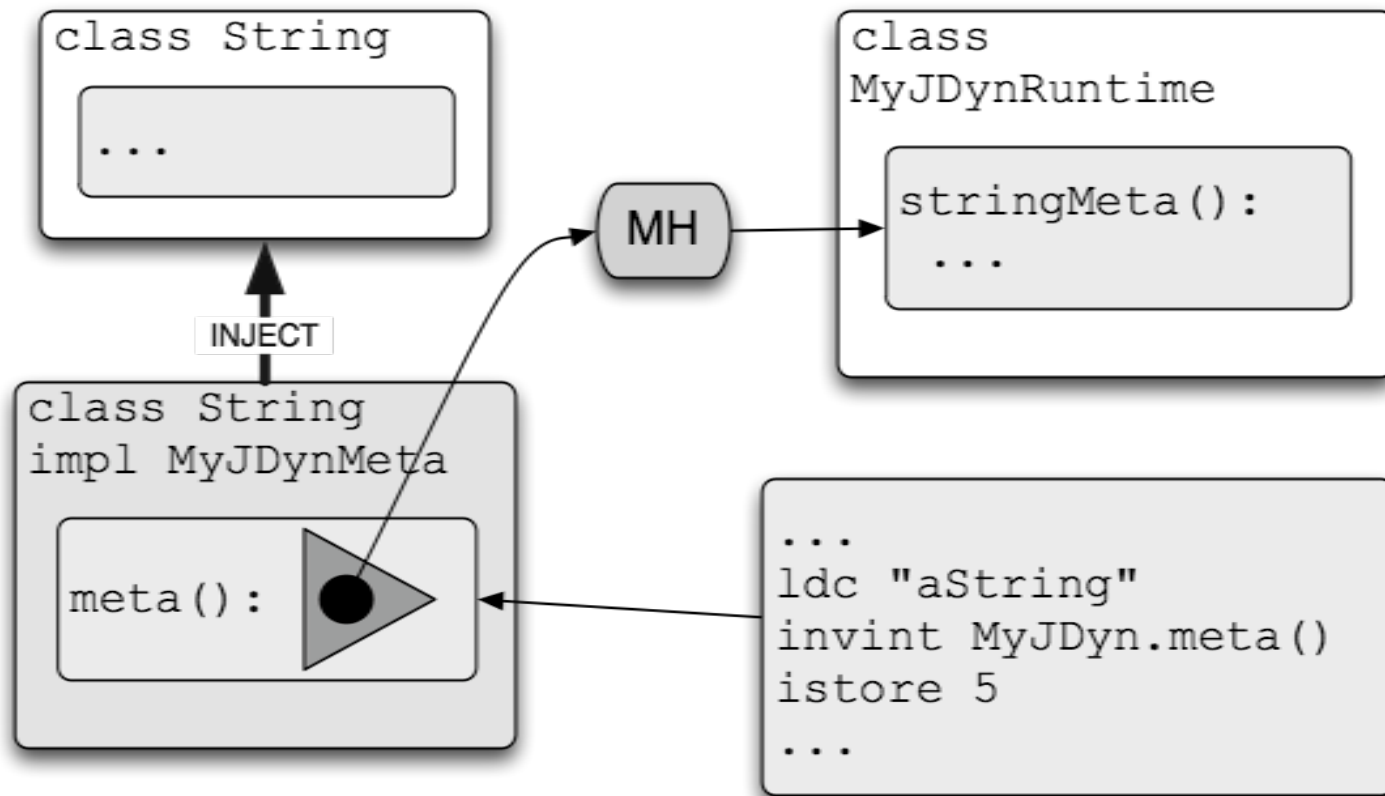 class String
...
class
MyJDynRuntime
stringMeta():
...
MH
INJECT
class String
impl MyJDynMeta
meta():
...
ldc "aString"
invint MyJDyn.meta()
istore 5
...